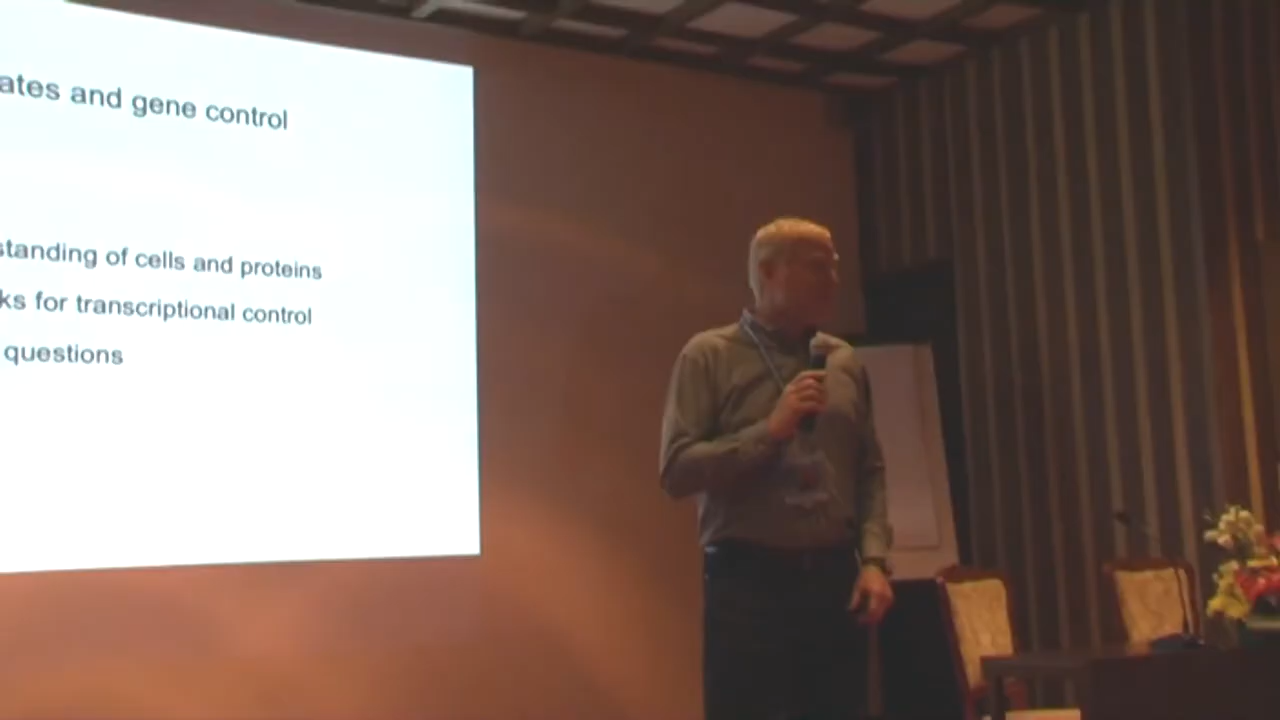 ates and gene control
standing of cells and proteins
ks for transcriptional control
questions